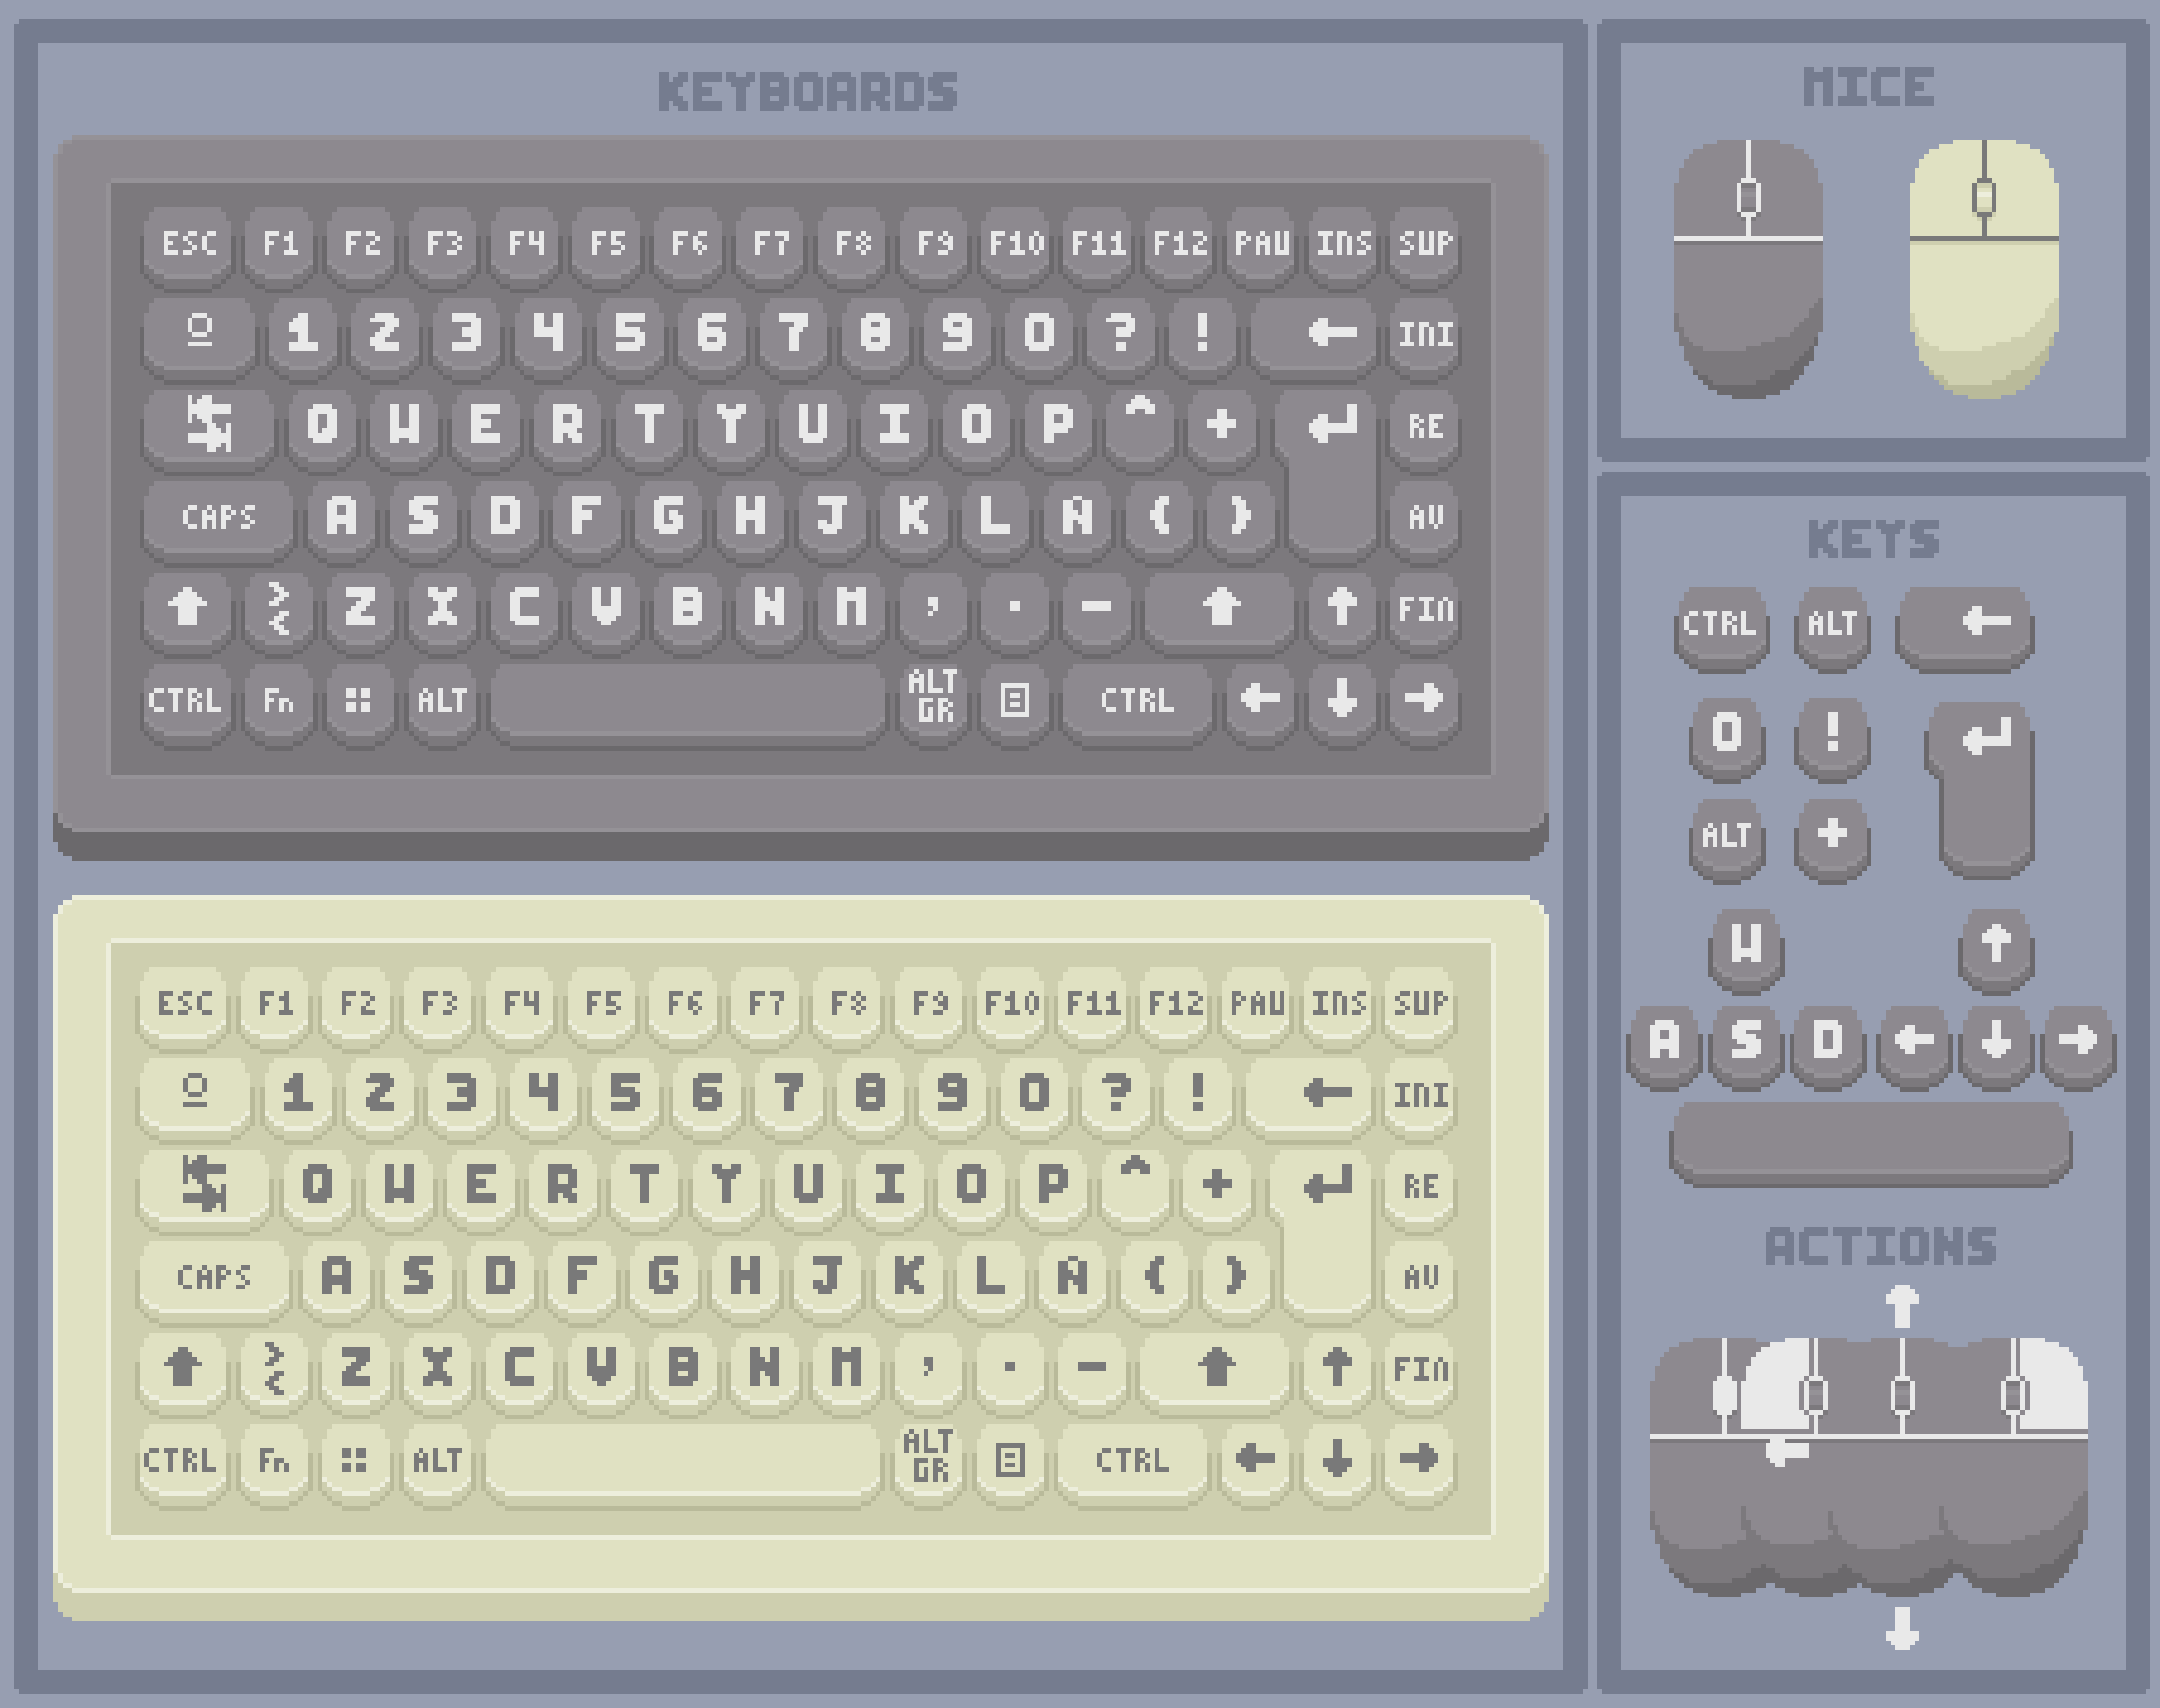 KEYBOARDS
ESC F1 F2 F3 F4 F5 F6 F7 F8 F9 F10 F11 F12 PAU INS SUP
º 1 2 3 4 5 6 7 8 9 0 ? ! ← INI
↹ Q W E R T Y U I O P ^ + ↵ RE
CAPS A S D F G H J K L Ñ ( ) AV
⬆ Z X C V B N M , . - ⬆ ↑ FIN
CTRL Fn ALT ALT GR CTRL ← ↓ →
ESC F1 F2 F3 F4 F5 F6 F7 F8 F9 F10 F11 F12 PAU INS SUP
º 1 2 3 4 5 6 7 8 9 0 ? ! ← INI
↹ Q W E R T Y U I O P ^ + ↵ RE
CAPS A S D F G H J K L Ñ ( ) AV
⬆ Z X C V B N M , . - ⬆ ↑ FIN
CTRL Fn ALT ALT GR CTRL ← ↓ →
MICE
KEYS
CTRL ALT ←
O ! ↵
ALT +
W ↑
A S D ← ↓ →
ACTIONS